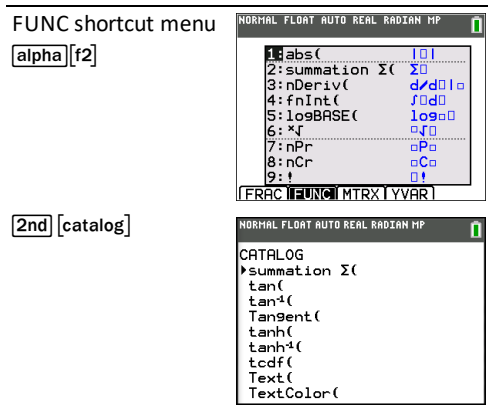 FUNC shortcut menu
alpha [f2]
NORMAL FLOAT AUTO REAL RADIAN MP
1:abs( |□|
2:summation Σ( Σ□
3:nDeriv( d/d□|□
4:fnInt( ∫□d□
5:logBASE( log□□
6:ˣ√ □√□
7:nPr □P□
8:nCr □C□
9:! □!
FRAC FUNC MTRX YVAR
2nd [catalog]
NORMAL FLOAT AUTO REAL RADIAN MP
CATALOG
▶summation Σ(
tan(
tan⁻¹(
Tangent(
tanh(
tanh⁻¹(
tcdf(
Text(
TextColor(